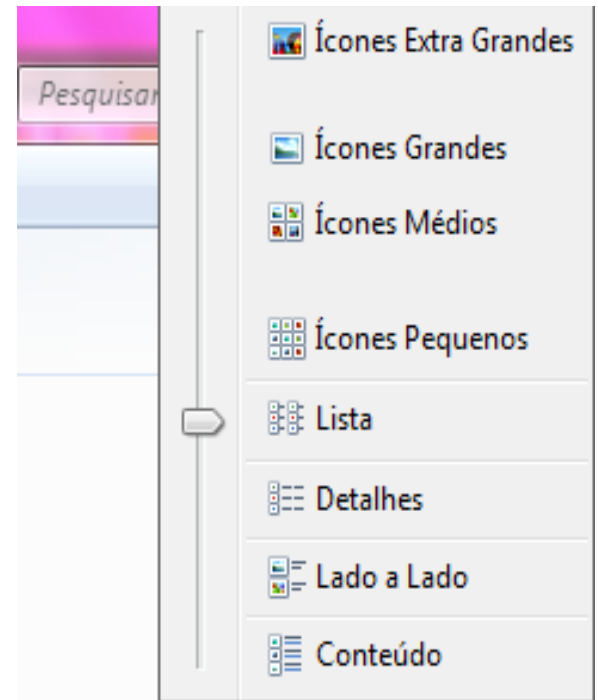 Ícones Extra Grandes
Pesquisar
Ícones Grandes
Ícones Médios
Ícones Pequenos
Lista
Detalhes
Lado a Lado
Conteúdo